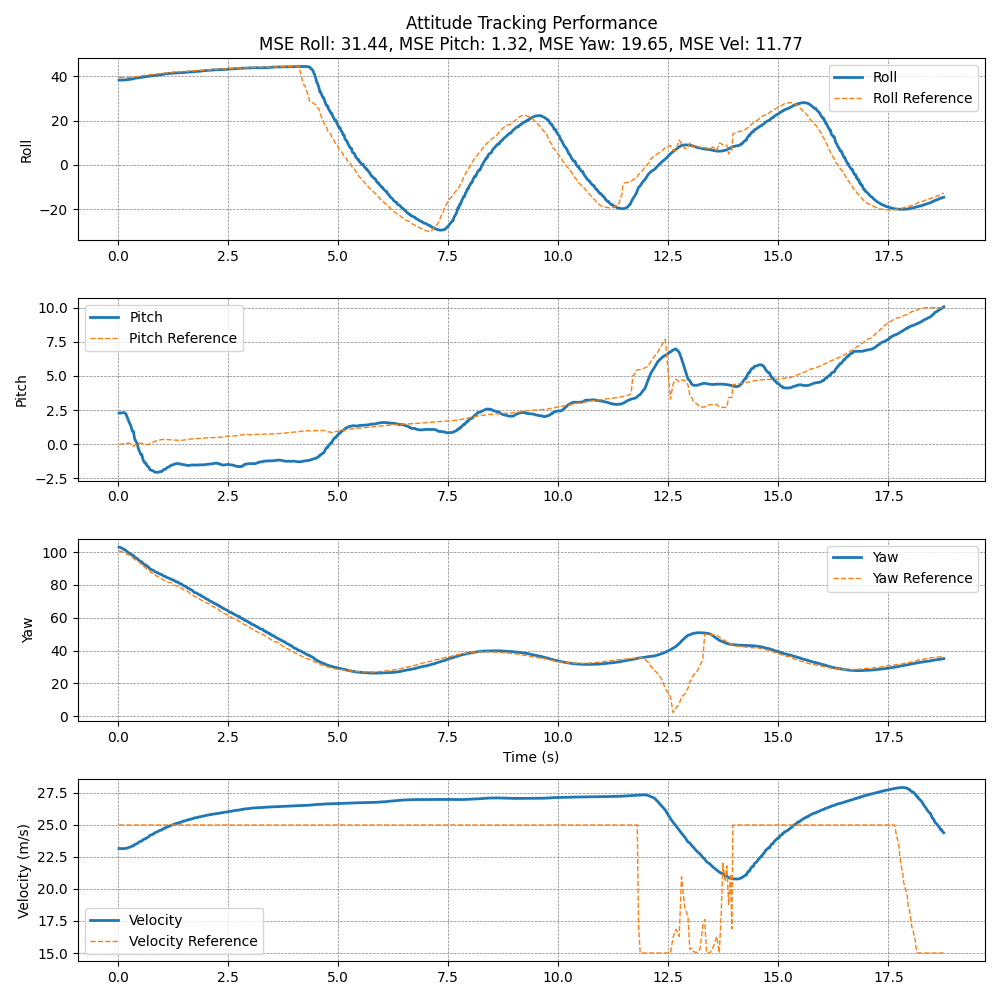 Attitude Tracking Performance
MSE Roll: 31.44, MSE Pitch: 1.32, MSE Yaw: 19.65, MSE Vel: 11.77
Roll
40
20
0
−20
Roll
Roll Reference
0.0 2.5 5.0 7.5 10.0 12.5 15.0 17.5
Pitch
10.0
7.5
5.0
2.5
0.0
−2.5
Pitch
Pitch Reference
0.0 2.5 5.0 7.5 10.0 12.5 15.0 17.5
Yaw
100
80
60
40
20
0
Yaw
Yaw Reference
0.0 2.5 5.0 7.5 10.0 12.5 15.0 17.5
Time (s)
Velocity (m/s)
27.5
25.0
22.5
20.0
17.5
15.0
Velocity
Velocity Reference
0.0 2.5 5.0 7.5 10.0 12.5 15.0 17.5